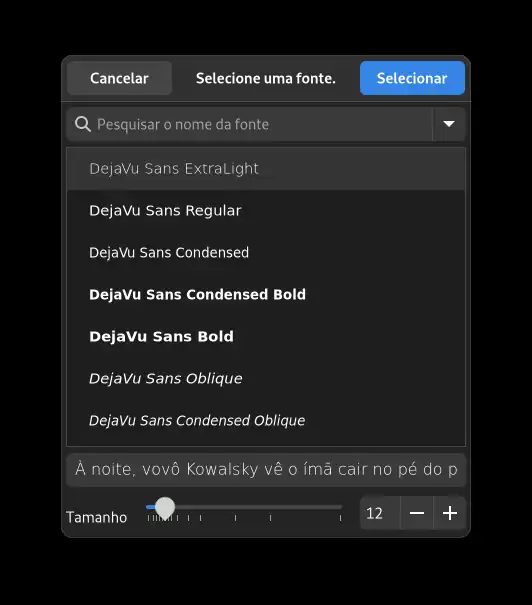 Cancelar Selecione uma fonte. Selecionar
Pesquisar o nome da fonte
DejaVu Sans ExtraLight
DejaVu Sans Regular
DejaVu Sans Condensed
DejaVu Sans Condensed Bold
DejaVu Sans Bold
DejaVu Sans Oblique
DejaVu Sans Condensed Oblique
À noite, vovô Kowalsky vê o ímã cair no pé do p
Tamanho 12